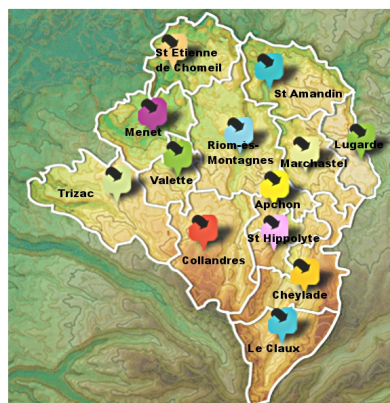 St Etienne
de Chomeil
St Amandin
Menet
Riom-ès-
Montagnes
Lugarde
Marchastel
Valette
Trizac
Apchon
St Hippolyte
Collandres
Cheylade
Le Claux